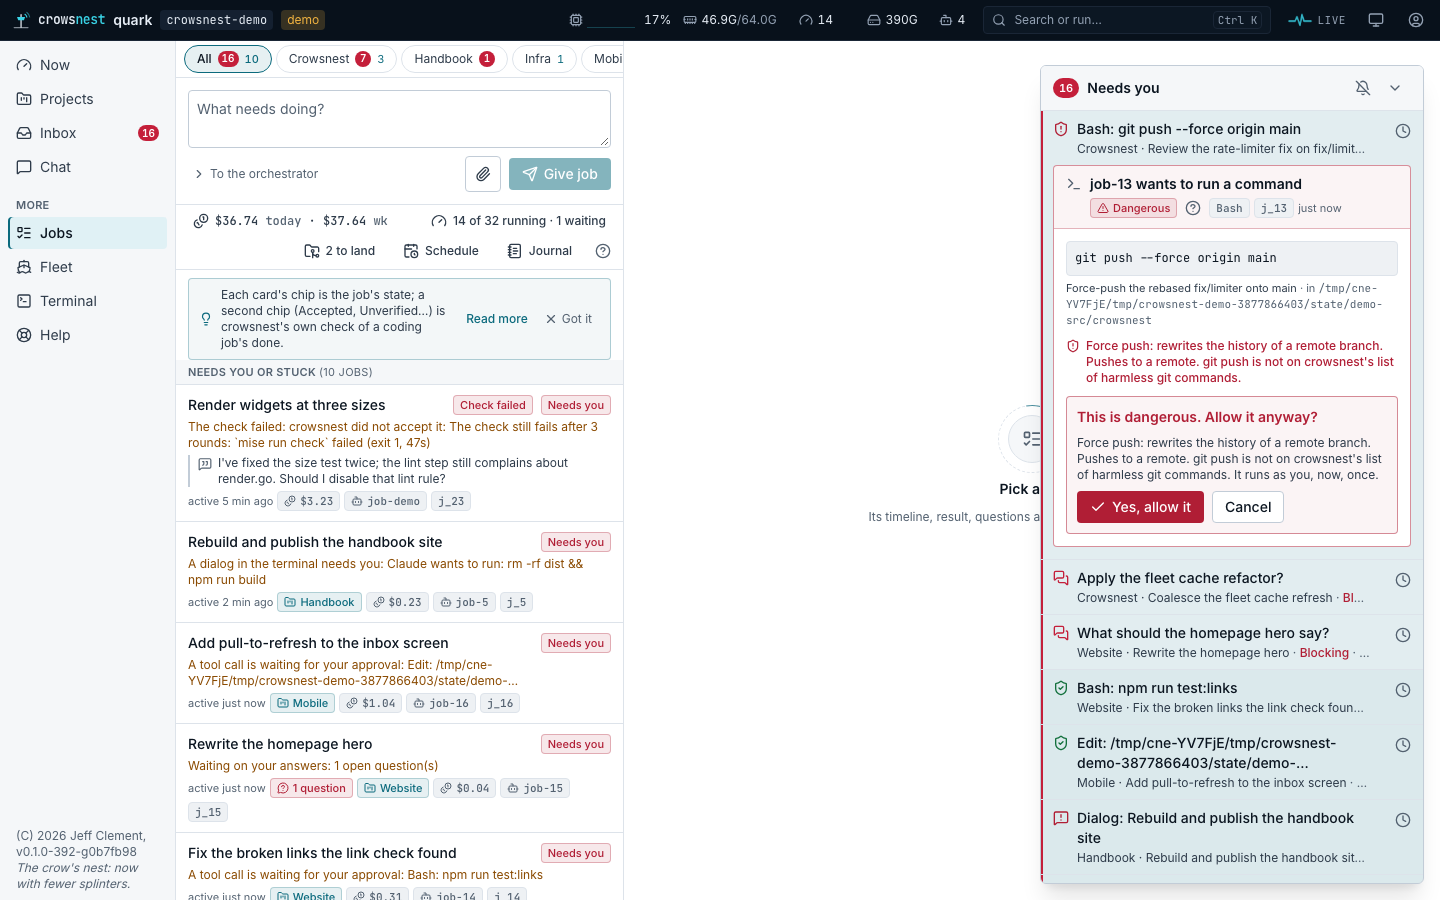 crowsnest quark crowsnest-demo demo 17% 46.9G/64.0G 14 390G 4 Search or run... Ctrl K LIVE
Now
Projects
Inbox 16
Chat
MORE
Jobs
Fleet
Terminal
Help
(C) 2026 Jeff Clement,
v0.1.0-392-g0b7fb98
The crow's nest: now
with fewer splinters.
All 16 10 Crowsnest 7 3 Handbook 1 Infra 1 Mobi
What needs doing?
To the orchestrator Give job
$36.74 today · $37.64 wk 14 of 32 running · 1 waiting
2 to land Schedule Journal
Each card's chip is the job's state; a
second chip (Accepted, Unverified...) is
crowsnest's own check of a coding
job's done.
Read more Got it
NEEDS YOU OR STUCK (10 JOBS)
Render widgets at three sizes Check failed Needs you
The check failed: crowsnest did not accept it: The check still fails after 3
rounds: `mise run check` failed (exit 1, 47s)
I've fixed the size test twice; the lint step still complains about
render.go. Should I disable that lint rule?
active 5 min ago $3.23 job-demo j_23
Rebuild and publish the handbook site Needs you
A dialog in the terminal needs you: Claude wants to run: rm -rf dist &&
npm run build
active 2 min ago Handbook $0.23 job-5 j_5
Add pull-to-refresh to the inbox screen Needs you
A tool call is waiting for your approval: Edit: /tmp/cne-
YV7FjE/tmp/crowsnest-demo-3877866403/state/demo-...
active just now Mobile $1.04 job-16 j_16
Rewrite the homepage hero Needs you
Waiting on your answers: 1 open question(s)
active just now 1 question Website $0.04 job-15
j_15
Fix the broken links the link check found Needs you
A tool call is waiting for your approval: Bash: npm run test:links
active just now Website $0.31 job-14 j_14
Pick a
Its timeline, result, questions a
16 Needs you
Bash: git push --force origin main
Crowsnest · Review the rate-limiter fix on fix/limit...
job-13 wants to run a command
Dangerous Bash j_13 just now
git push --force origin main
Force-push the rebased fix/limiter onto main · in /tmp/cne-
YV7FjE/tmp/crowsnest-demo-3877866403/state/demo-
src/crowsnest
Force push: rewrites the history of a remote branch.
Pushes to a remote. git push is not on crowsnest's list
of harmless git commands.
This is dangerous. Allow it anyway?
Force push: rewrites the history of a remote branch.
Pushes to a remote. git push is not on crowsnest's list
of harmless git commands. It runs as you, now, once.
Yes, allow it Cancel
Apply the fleet cache refactor?
Crowsnest · Coalesce the fleet cache refresh · Bl...
What should the homepage hero say?
Website · Rewrite the homepage hero · Blocking · ...
Bash: npm run test:links
Website · Fix the broken links the link check foun...
Edit: /tmp/cne-YV7FjE/tmp/crowsnest-
demo-3877866403/state/demo-...
Mobile · Add pull-to-refresh to the inbox screen · ...
Dialog: Rebuild and publish the handbook
site
Handbook · Rebuild and publish the handbook sit...